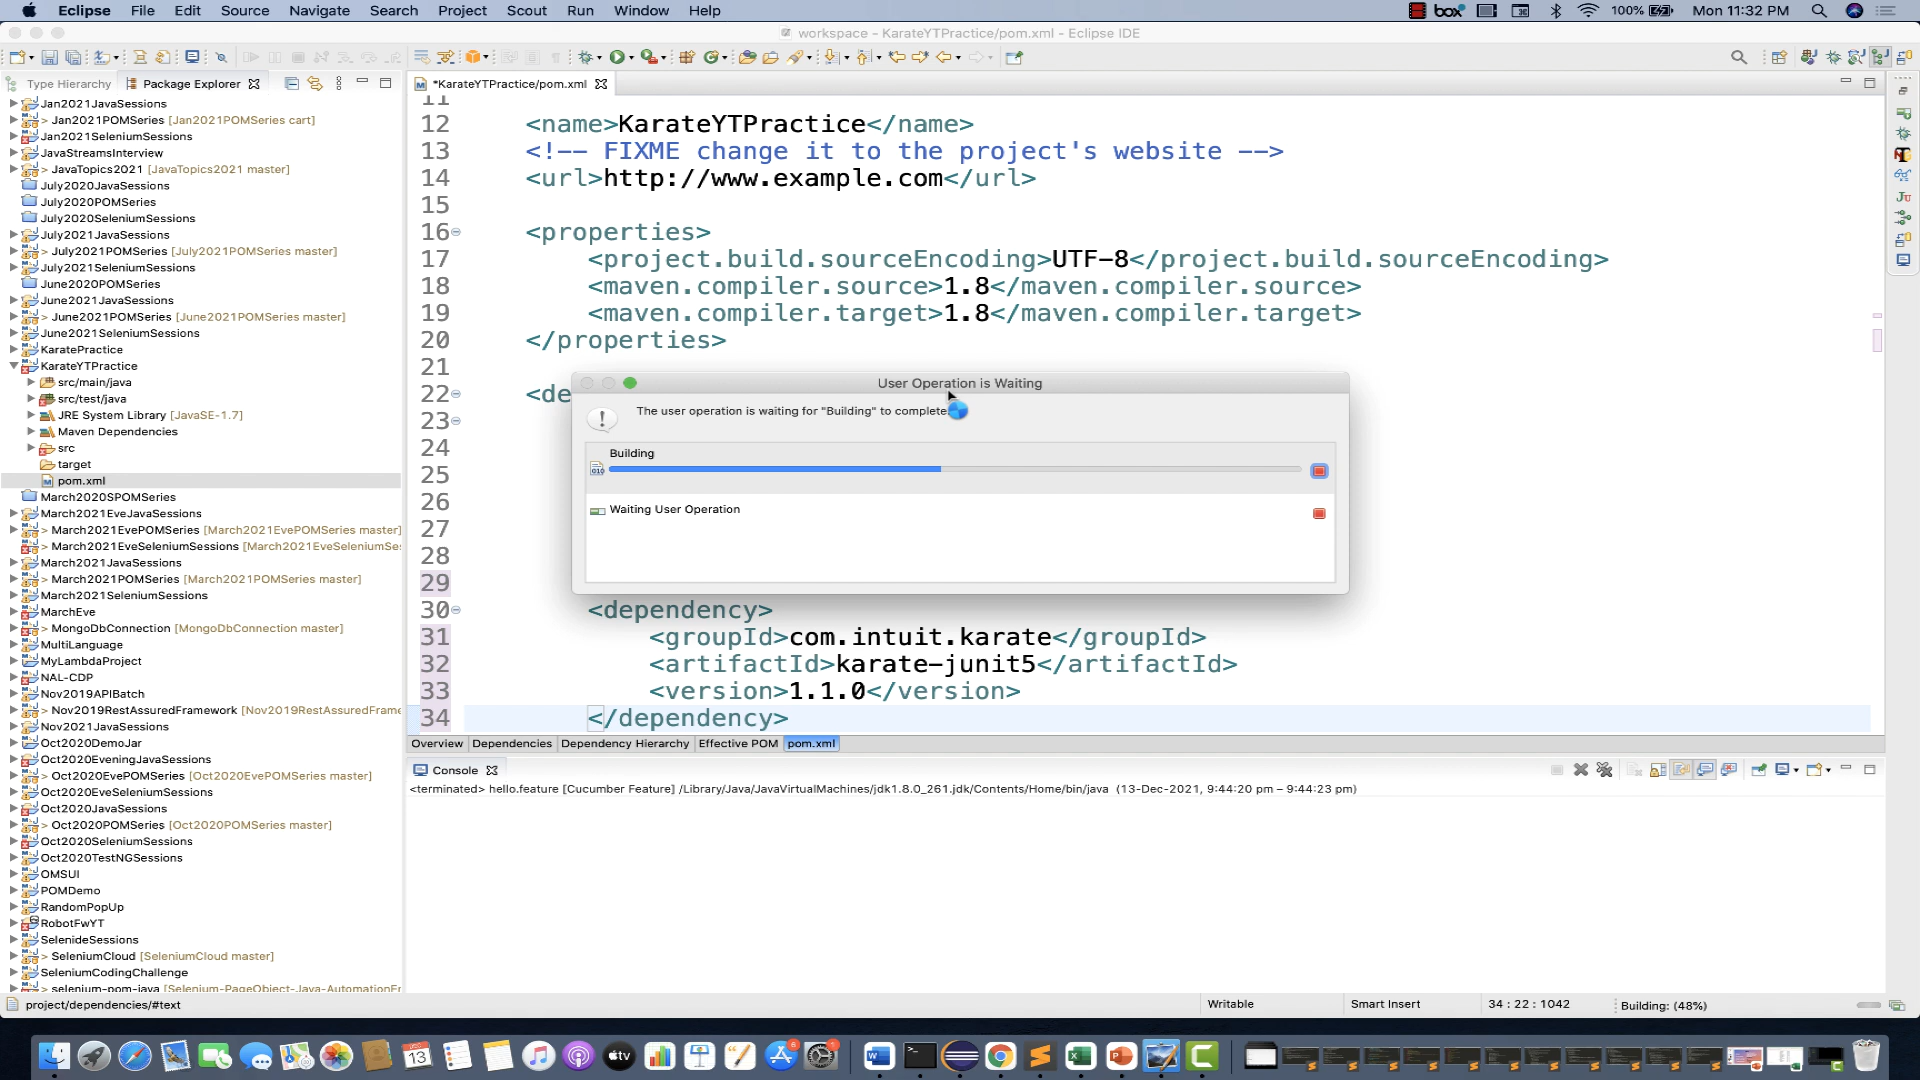 Eclipse File Edit Source Navigate Search Project Scout Run Window Help box 100% Mon 11:32 PM
workspace - KarateYTPractice/pom.xml - Eclipse IDE
Type Hierarchy Package Explorer
*KarateYTPractice/pom.xml
Jan2021JavaSessions
> Jan2021POMSeries [Jan2021POMSeries cart]
Jan2021SeleniumSessions
JavaStreamsInterview
> JavaTopics2021 [JavaTopics2021 master]
July2020JavaSessions
July2020POMSeries
July2020SeleniumSessions
July2021JavaSessions
> July2021POMSeries [July2021POMSeries master]
July2021SeleniumSessions
June2020POMSeries
June2021JavaSessions
> June2021POMSeries [June2021POMSeries master]
June2021SeleniumSessions
KaratePractice
KarateYTPractice
src/main/java
src/test/java
JRE System Library [JavaSE-1.7]
Maven Dependencies
src
target
pom.xml
March2020SPOMSeries
March2021EveJavaSessions
> March2021EvePOMSeries [March2021EvePOMSeries master]
> March2021EveSeleniumSessions [March2021EveSeleniumSe
March2021JavaSessions
> March2021POMSeries [March2021POMSeries master]
March2021SeleniumSessions
MarchEve
> MongoDbConnection [MongoDbConnection master]
MultiLanguage
MyLambdaProject
NAL-CDP
Nov2019APIBatch
> Nov2019RestAssuredFramework [Nov2019RestAssuredFrame
Nov2021JavaSessions
Oct2020DemoJar
Oct2020EveningJavaSessions
> Oct2020EvePOMSeries [Oct2020EvePOMSeries master]
Oct2020EveSeleniumSessions
Oct2020JavaSessions
> Oct2020POMSeries [Oct2020POMSeries master]
Oct2020SeleniumSessions
Oct2020TestNGSessions
OMSUI
POMDemo
RandomPopUp
RobotFwYT
SelenideSessions
> SeleniumCloud [SeleniumCloud master]
SeleniumCodingChallenge
> selenium-pom-java [Selenium-PageObject-Java-AutomationFr
11
12 <name>KarateYTPractice</name>
13 <!-- FIXME change it to the project's website -->
14 <url>http://www.example.com</url>
15
16 <properties>
17 <project.build.sourceEncoding>UTF-8</project.build.sourceEncoding>
18 <maven.compiler.source>1.8</maven.compiler.source>
19 <maven.compiler.target>1.8</maven.compiler.target>
20 </properties>
21
22 <de
23
24
25
26
27
28
29
30 <dependency>
31 <groupId>com.intuit.karate</groupId>
32 <artifactId>karate-junit5</artifactId>
33 <version>1.1.0</version>
34 </dependency>
User Operation is Waiting
The user operation is waiting for "Building" to complete
Building
Waiting User Operation
Overview Dependencies Dependency Hierarchy Effective POM pom.xml
Console
<terminated> hello.feature [Cucumber Feature] /Library/Java/JavaVirtualMachines/jdk1.8.0_261.jdk/Contents/Home/bin/java (13-Dec-2021, 9:44:20 pm – 9:44:23 pm)
project/dependencies/#text Writable Smart Insert 34 : 22 : 1042 Building: (48%)